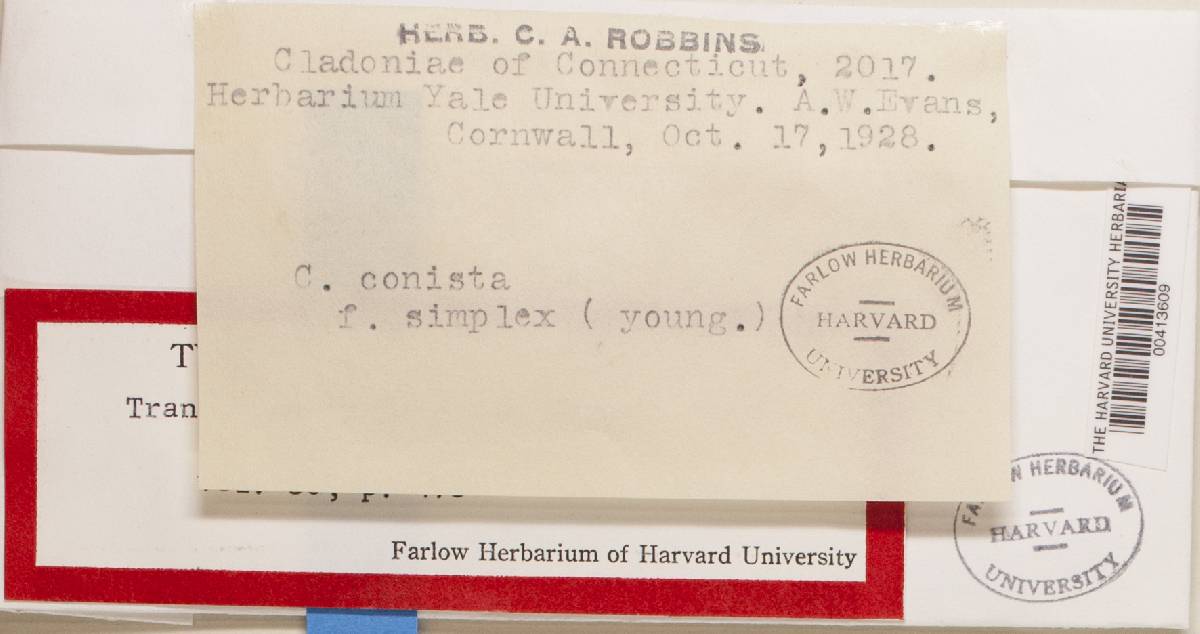 HERB. C. A. ROBBINS.
Cladoniae of Connecticut, 2017.
Herbarium Yale University. A.W.Evans,
Cornwall, Oct. 17,1928.
C. conista
f. simplex ( young.)
FARLOW HERBARIUM
HARVARD
UNIVERSITY
THE HARVARD UNIVERSITY HERBARIA
00413609
T
Tran
Farlow Herbarium of Harvard University
FARLOW HERBARIUM
HARVARD
UNIVERSITY